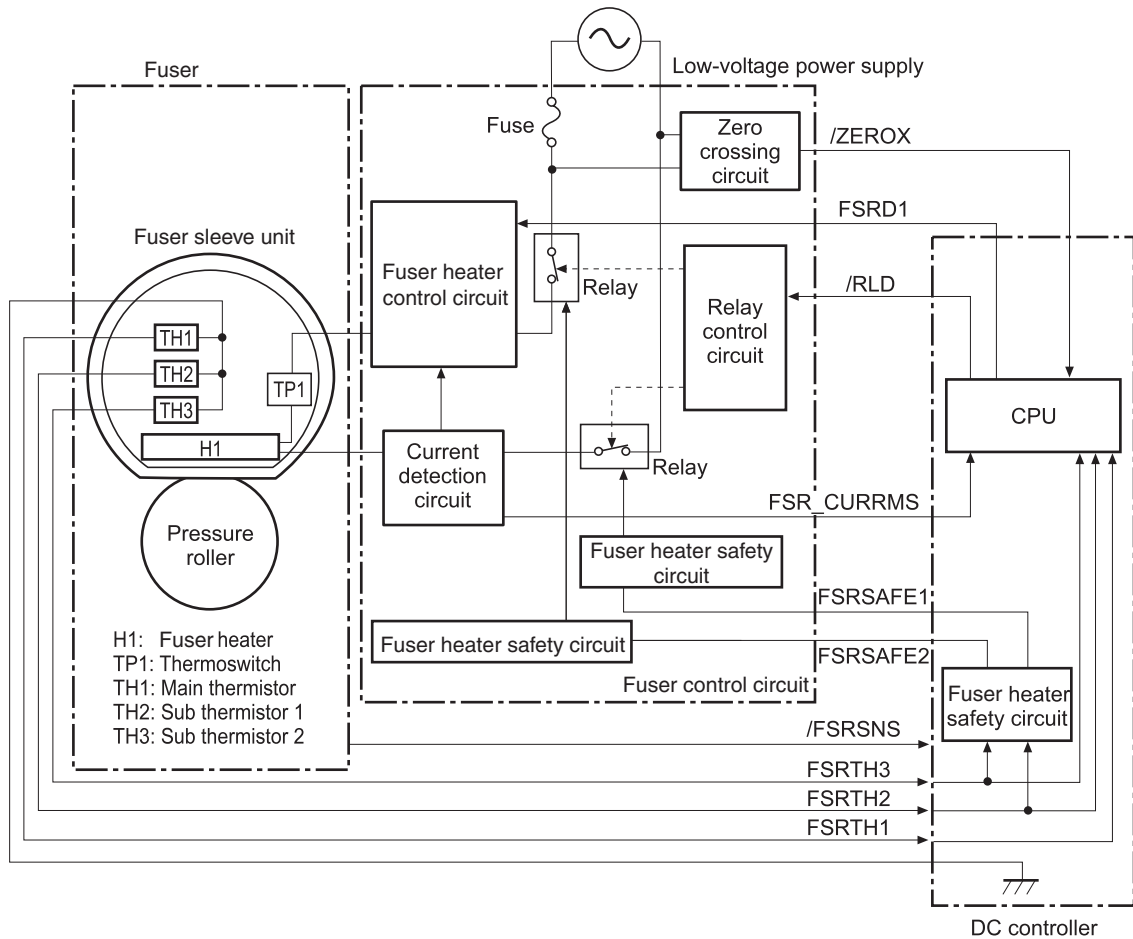 Fuser
Low-voltage power supply
Fuse
Zero
crossing
circuit
/ZEROX
FSRD1
Fuser sleeve unit
Fuser heater
control circuit
Relay
Relay
control
circuit
/RLD
TH1
TH2
TH3
TP1
H1
CPU
Current
detection
circuit
Relay
FSR_CURRMS
Pressure
roller
Fuser heater safety
circuit
FSRSAFE1
Fuser heater safety circuit
FSRSAFE2
H1: Fuser heater
TP1: Thermoswitch
TH1: Main thermistor
TH2: Sub thermistor 1
TH3: Sub thermistor 2
Fuser control circuit
Fuser heater
safety circuit
/FSRSNS
FSRTH3
FSRTH2
FSRTH1
DC controller